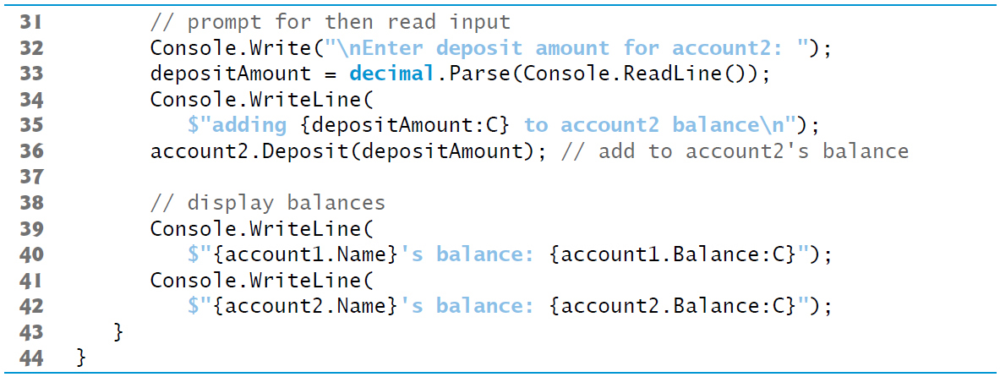 31 // prompt for then read input
32 Console.Write("\nEnter deposit amount for account2: ");
33 depositAmount = decimal.Parse(Console.ReadLine());
34 Console.WriteLine(
35 $"adding {depositAmount:C} to account2 balance\n");
36 account2.Deposit(depositAmount); // add to account2's balance
37
38 // display balances
39 Console.WriteLine(
40 $"{account1.Name}'s balance: {account1.Balance:C}");
41 Console.WriteLine(
42 $"{account2.Name}'s balance: {account2.Balance:C}");
43 }
44 }